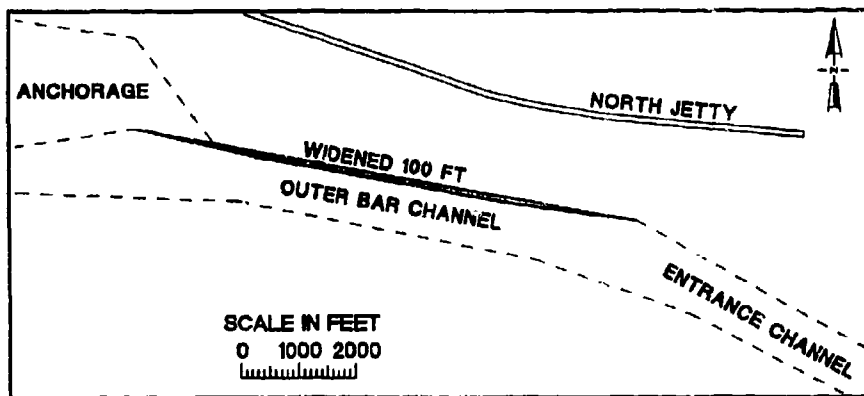 N
ANCHORAGE
NORTH JETTY
WIDENED 100 FT
OUTER BAR CHANNEL
ENTRANCE CHANNEL
SCALE IN FEET
0 1000 2000